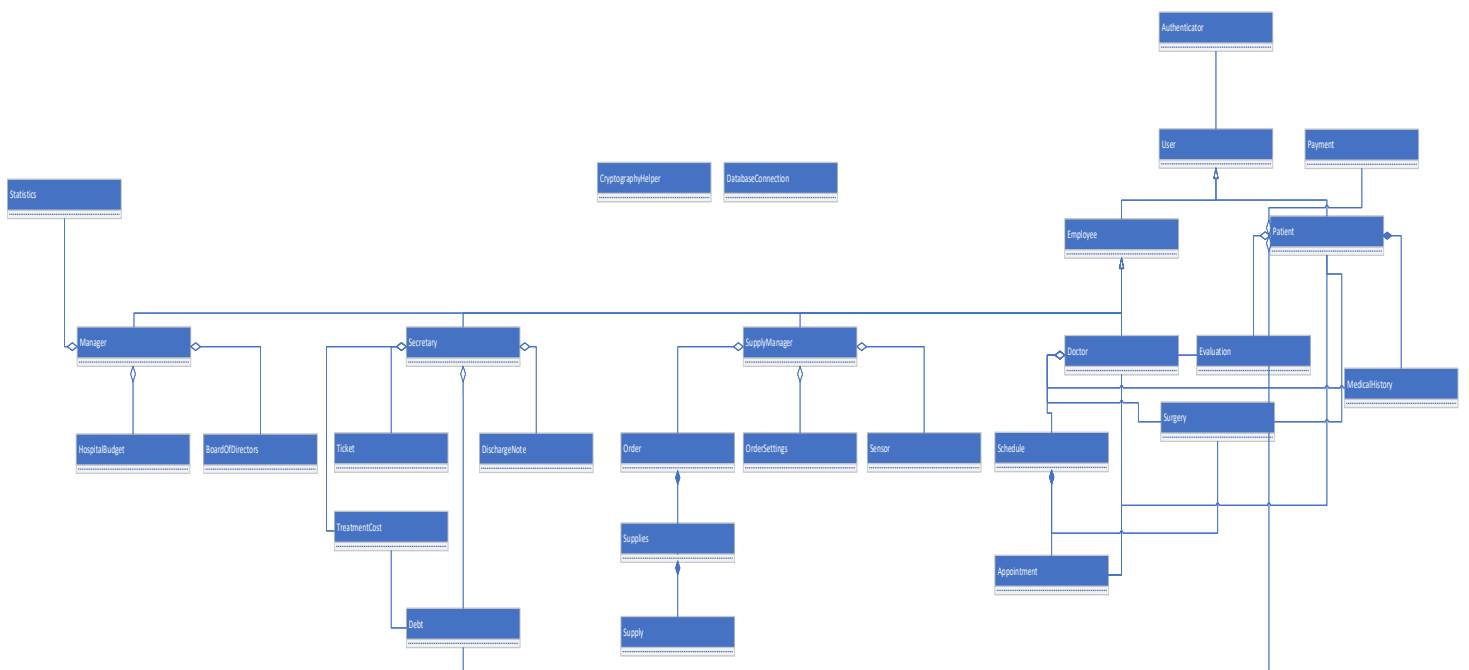 Authenticator
User
Payment
CryptographyHelper
DatabaseConnection
Statistics
Employee
Patient
Manager
Secretary
SupplyManager
Doctor
Evaluation
MedicalHistory
Surgery
HospitalBudget
BoardOfDirectors
Ticket
DischargeNote
Order
OrderSettings
Sensor
Schedule
TreatmentCost
Supplies
Appointment
Debt
Supply